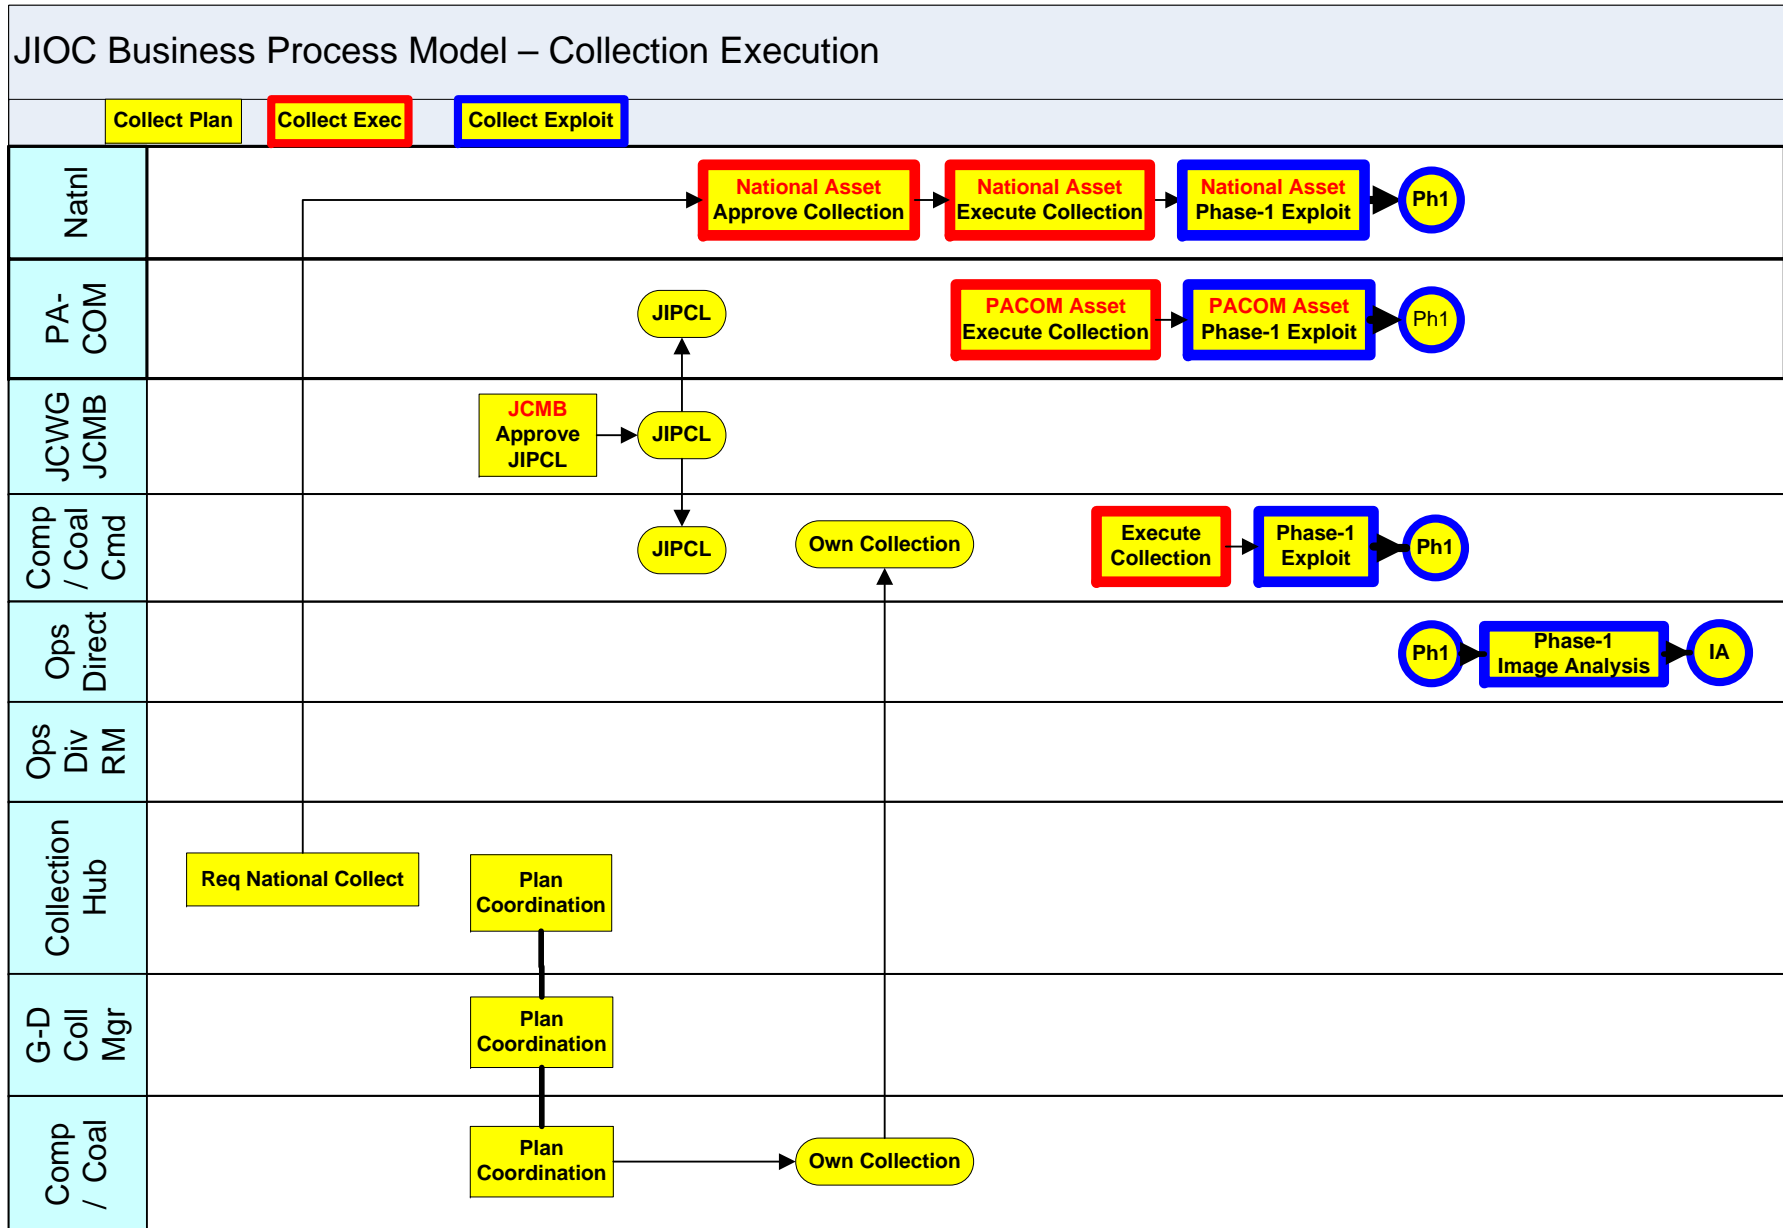 JIOC Business Process Model – Collection Execution
Collect Plan
Collect Exec
Collect Exploit
Natnl
National Asset
Approve Collection
National Asset
Execute Collection
National Asset
Phase-1 Exploit
Ph1
PA-
COM
JIPCL
PACOM Asset
Execute Collection
PACOM Asset
Phase-1 Exploit
Ph1
JCWG
JCMB
JCMB
Approve
JIPCL
JIPCL
Comp
/ Coal
Cmd
JIPCL
Own Collection
Execute
Collection
Phase-1
Exploit
Ph1
Ops
Direct
Ph1
Phase-1
Image Analysis
IA
Ops
Div
RM
Collection
Hub
Req National Collect
Plan
Coordination
G-D
Coll
Mgr
Plan
Coordination
Comp
/ Coal
Plan
Coordination
Own Collection